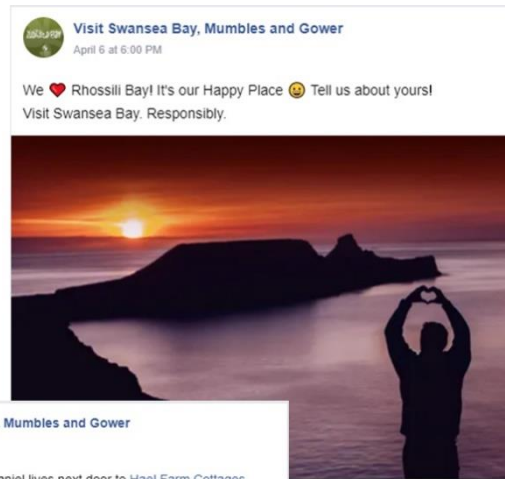 Visit Swansea Bay, Mumbles and Gower
April 6 at 6:00 PM
We ❤ Rhossili Bay! It's our Happy Place 😀 Tell us about yours!
Visit Swansea Bay. Responsibly.
Mumbles and Gower
lives next door to Hael Farm Cottages